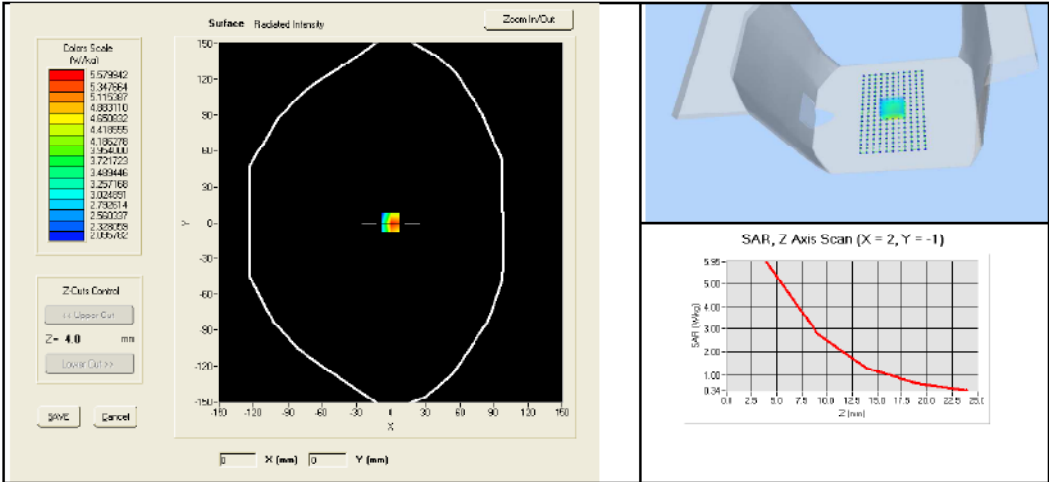 Surface Radiated Intensity
Zoom In/Out
Colors Scale
(W/kg)
5.579942
5.347664
5.115387
4.883110
4.650832
4.418555
4.186278
3.954000
3.721723
3.489446
3.257168
3.024891
2.792614
2.560337
2.328059
2.095782
150
120
90
60
30
0
-30
-60
-90
-120
-150
Y
-150 -120 -90 -60 -30 0 30 60 90 120 150
X
Z-Cuts Control
<< Upper Cut
Z= 4.0 mm
Lower Cut >>
SAVE Cancel
0 X (mm) 0 Y (mm)
SAR, Z Axis Scan (X = 2, Y = -1)
5.95
5.00
4.00
3.00
2.00
1.00
0.34
SAR (W/kg)
0.0 2.5 5.0 7.5 10.0 12.5 15.0 17.5 20.0 22.5 25.0
Z (mm)